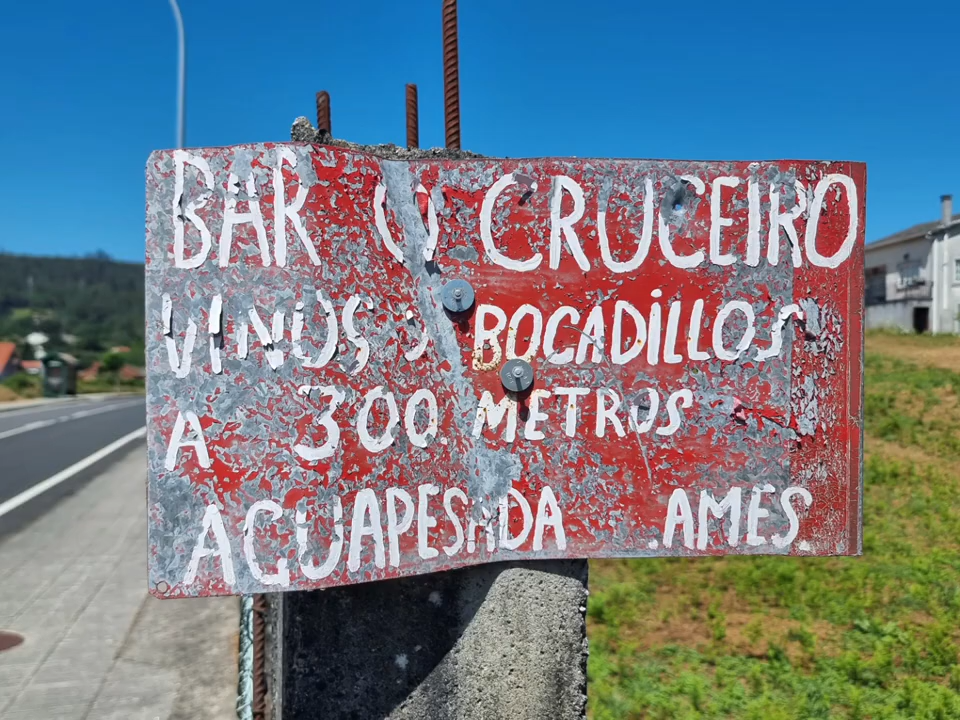 BAR O CRUCEIRO
VINOS Y BOCADILLOS
A 300 METROS
AGUAPESADA .AMES.